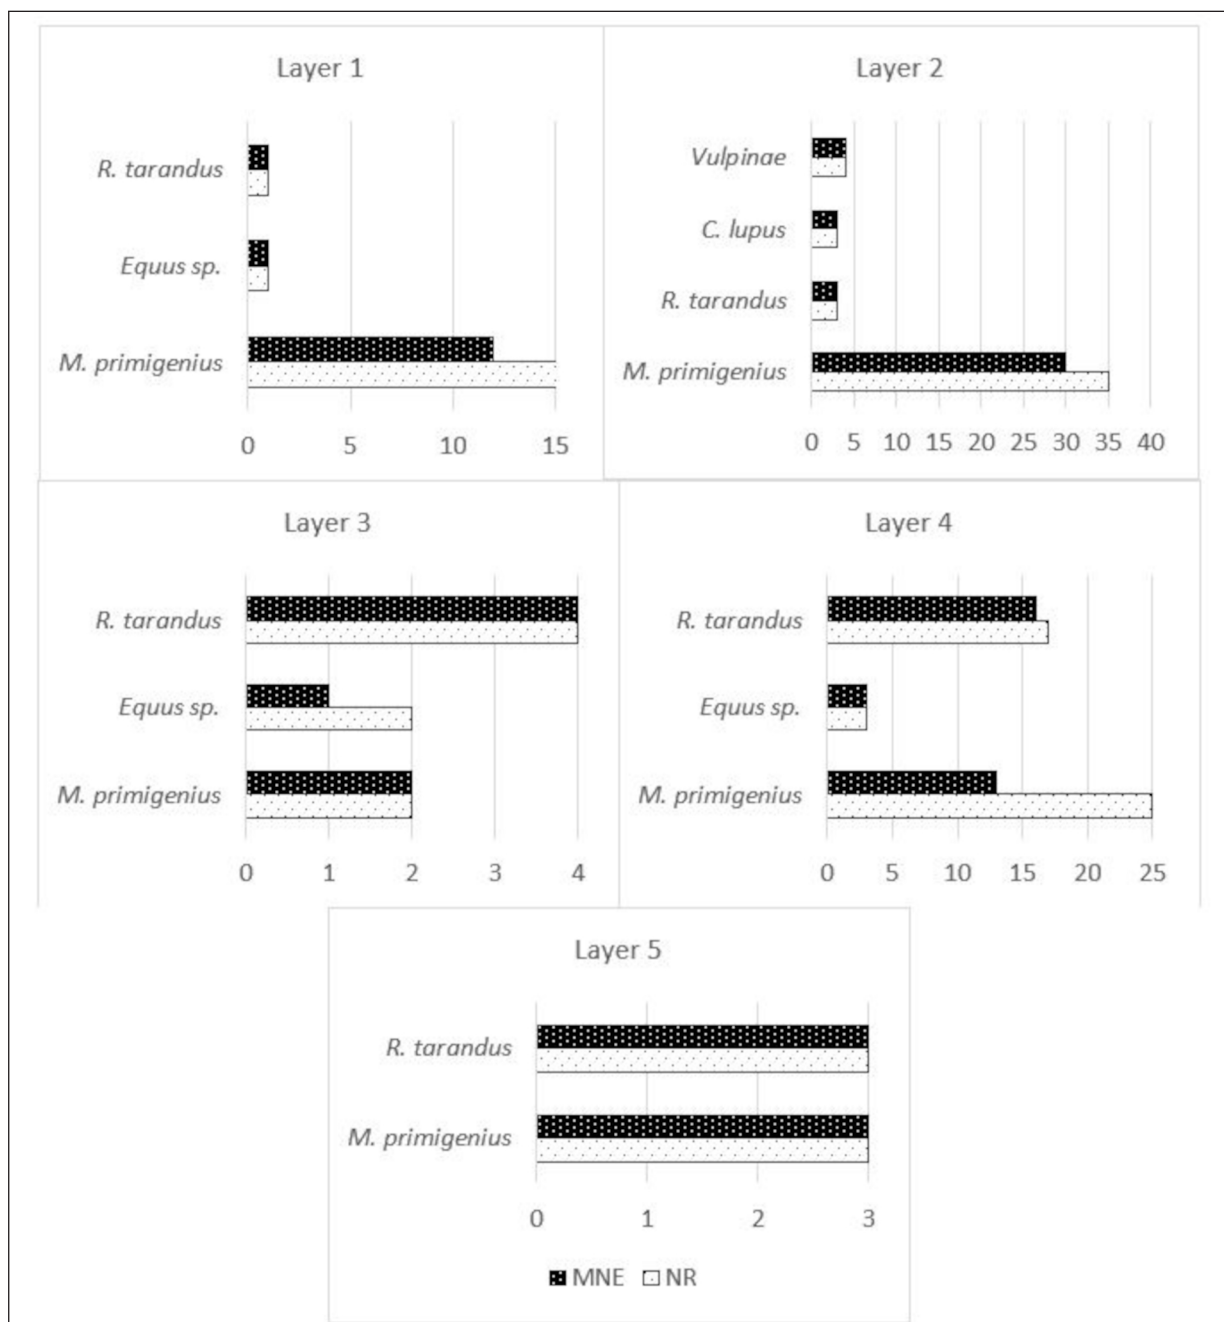 Layer 1
R. tarandus
Equus sp.
M. primigenius
0 5 10 15
Layer 2
Vulpinae
C. lupus
R. tarandus
M. primigenius
0 5 10 15 20 25 30 35 40
Layer 3
R. tarandus
Equus sp.
M. primigenius
0 1 2 3 4
Layer 4
R. tarandus
Equus sp.
M. primigenius
0 5 10 15 20 25
Layer 5
R. tarandus
M. primigenius
0 1 2 3
MNE NR